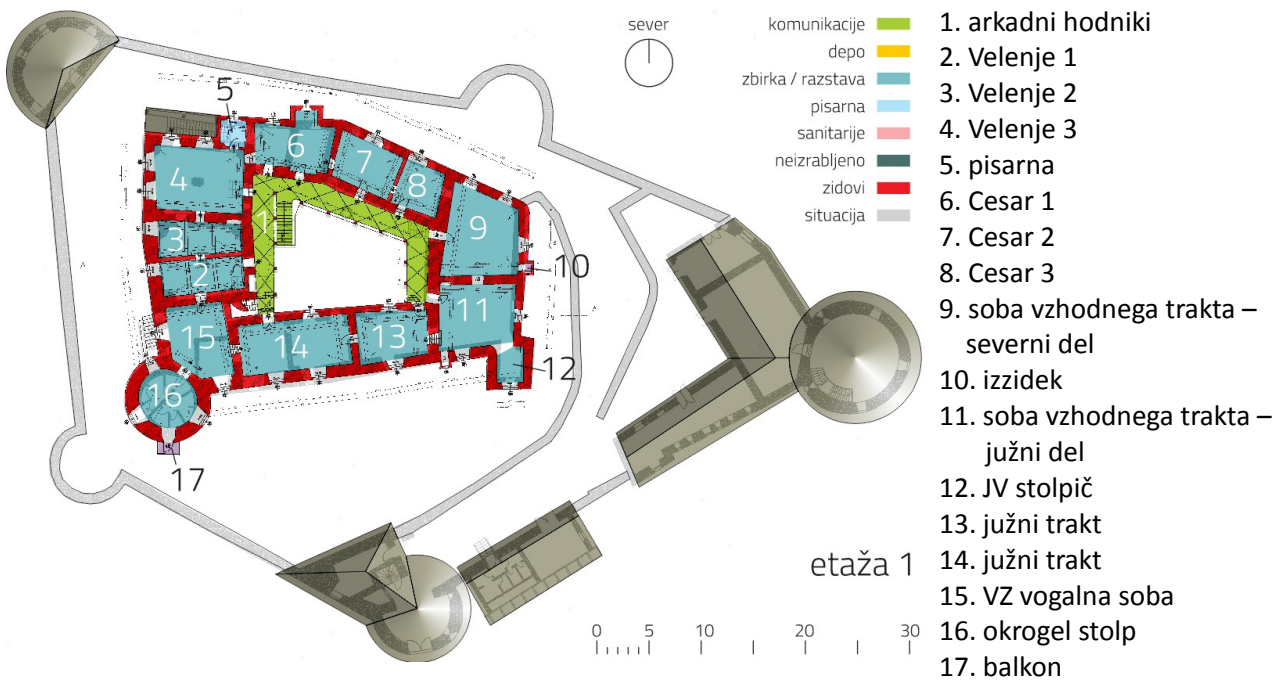 sever
komunikacije
depo
zbirka / razstava
pisarna
sanitarije
neizrabljeno
zidovi
situacija
1. arkadni hodniki
2. Velenje 1
3. Velenje 2
4. Velenje 3
5. pisarna
6. Cesar 1
7. Cesar 2
8. Cesar 3
9. soba vzhodnega trakta –
severni del
10. izzidek
11. soba vzhodnega trakta –
južni del
12. JV stolpič
13. južni trakt
14. južni trakt
15. VZ vogalna soba
16. okrogel stolp
17. balkon
5
6
7
4
8
1
9
3
10
2
11
15
13
14
12
16
17
etaža 1
0 5 10 20 30